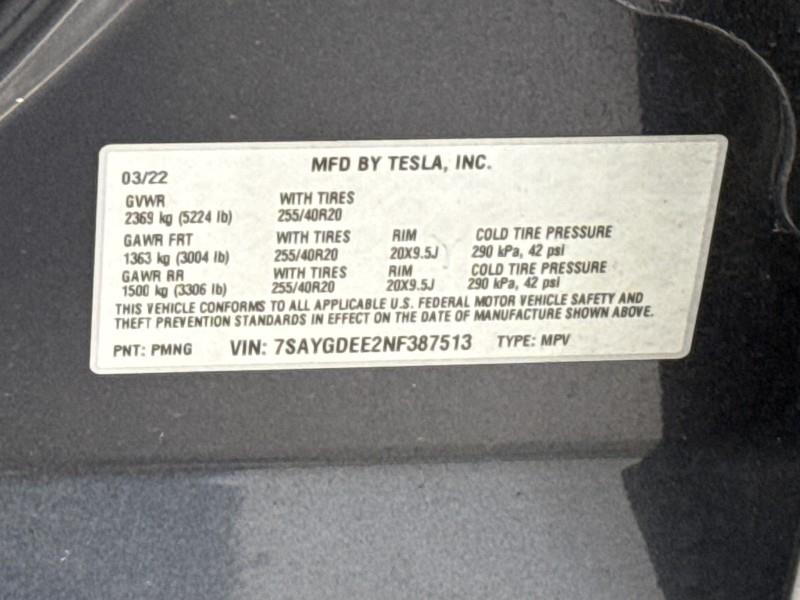 MFD BY TESLA, INC.
03/22
GVWR WITH TIRES
2369 kg (5224 lb) 255/40R20
GAWR FRT WITH TIRES RIM COLD TIRE PRESSURE
1363 kg (3004 lb) 255/40R20 20X9.5J 290 kPa, 42 psi
GAWR RR WITH TIRES RIM COLD TIRE PRESSURE
1500 kg (3306 lb) 255/40R20 20X9.5J 290 kPa, 42 psi
THIS VEHICLE CONFORMS TO ALL APPLICABLE U.S. FEDERAL MOTOR VEHICLE SAFETY AND
THEFT PREVENTION STANDARDS IN EFFECT ON THE DATE OF MANUFACTURE SHOWN ABOVE.
PNT: PMNG VIN: 7SAYGDEE2NF387513 TYPE: MPV